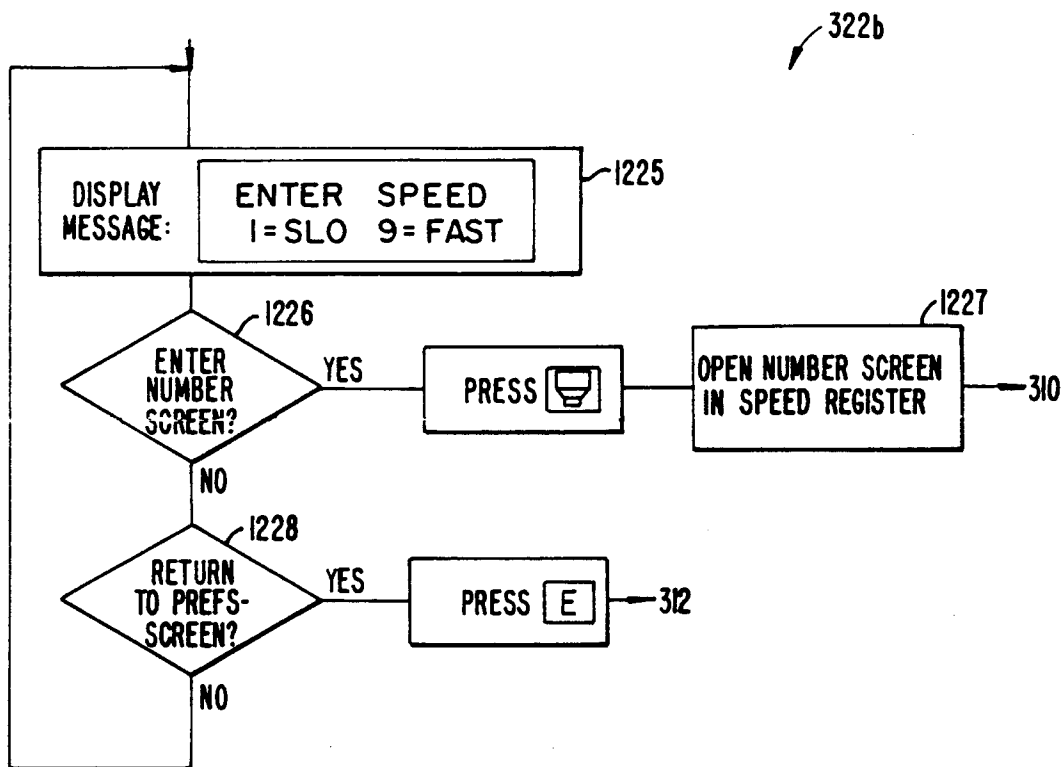 322b
DISPLAY
MESSAGE:
ENTER SPEED
1=SLO 9=FAST
1225
1226
ENTER
NUMBER
SCREEN?
YES
PRESS
1227
OPEN NUMBER SCREEN
IN SPEED REGISTER
310
NO
1228
RETURN
TO PREFS-
SCREEN?
YES
PRESS E
312
NO